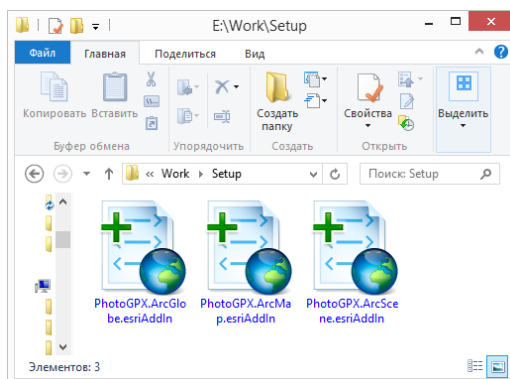 E:\Work\Setup
Файл Главная Поделиться Вид
Копировать Вставить Создать папку Свойства Выделить
Буфер обмена Упорядочить Создать Открыть
« Work Setup Поиск: Setup
PhotoGPX.ArcGlo PhotoGPX.ArcMa PhotoGPX.ArcSce
be.esriAddIn p.esriAddIn ne.esriAddIn
Элементов: 3